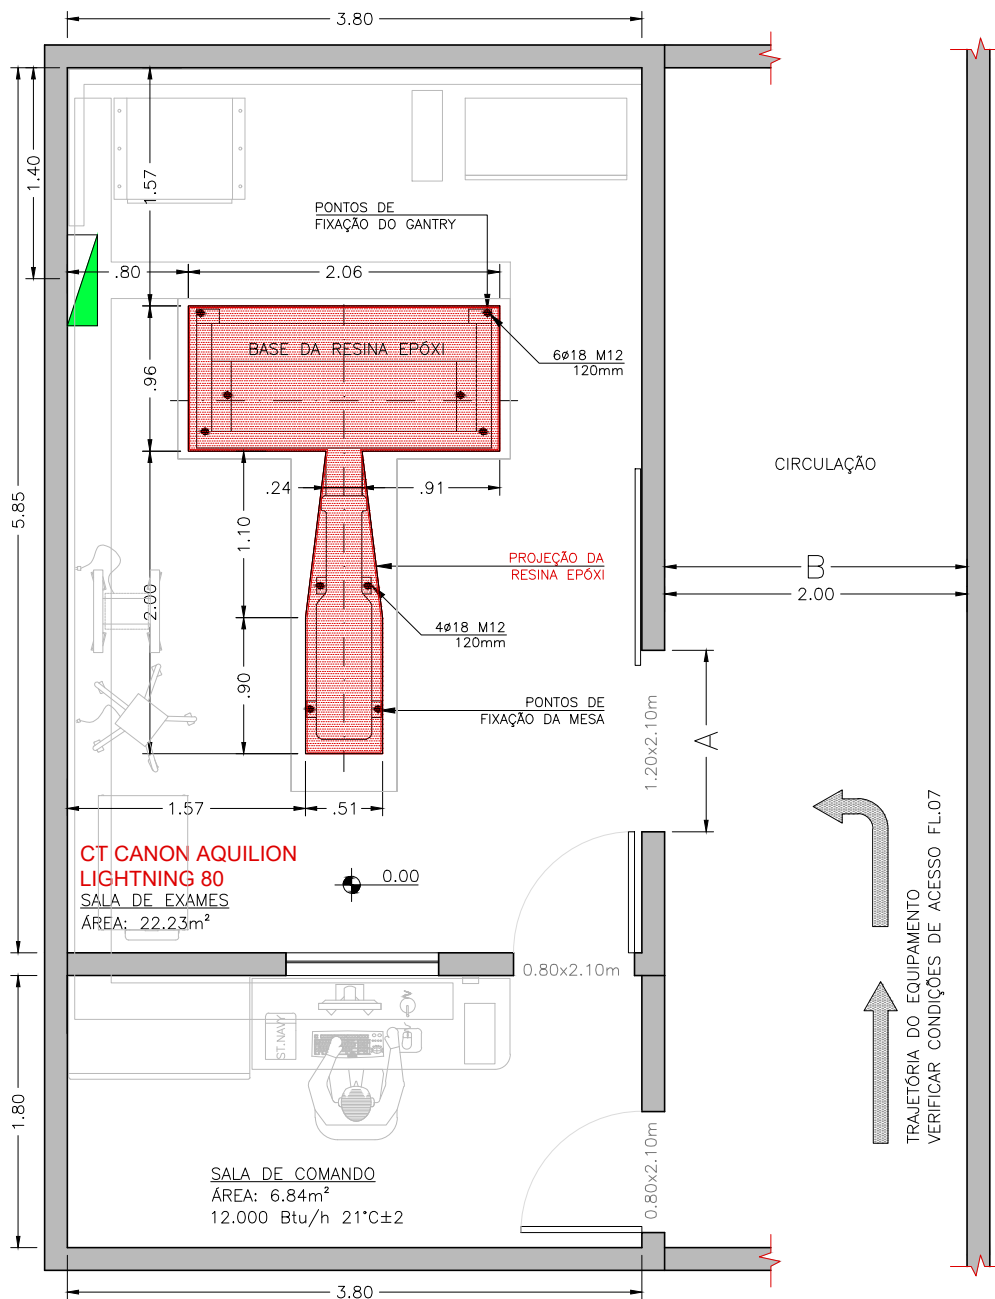 3.80
1.40
1.57
PONTOS DE
FIXAÇÃO DO GANTRY
.80
2.06
BASE DA RESINA EPÓXI
6ø18 M12
120mm
.96
CIRCULAÇÃO
.24
.91
5.85
1.10
PROJEÇÃO DA
RESINA EPÓXI
B
2.00
2.00
4ø18 M12
120mm
.90
PONTOS DE
FIXAÇÃO DA MESA
1.20x2.10m
A
1.57
.51
CT CANON AQUILION
LIGHTNING 80
SALA DE EXAMES
ÁREA: 22.23m²
0.00
TRAJETÓRIA DO EQUIPAMENTO
VERIFICAR CONDIÇÕES DE ACESSO FL.07
0.80x2.10m
ST.NAVY
1.80
0.80x2.10m
SALA DE COMANDO
ÁREA: 6.84m²
12.000 Btu/h 21°C±2
3.80